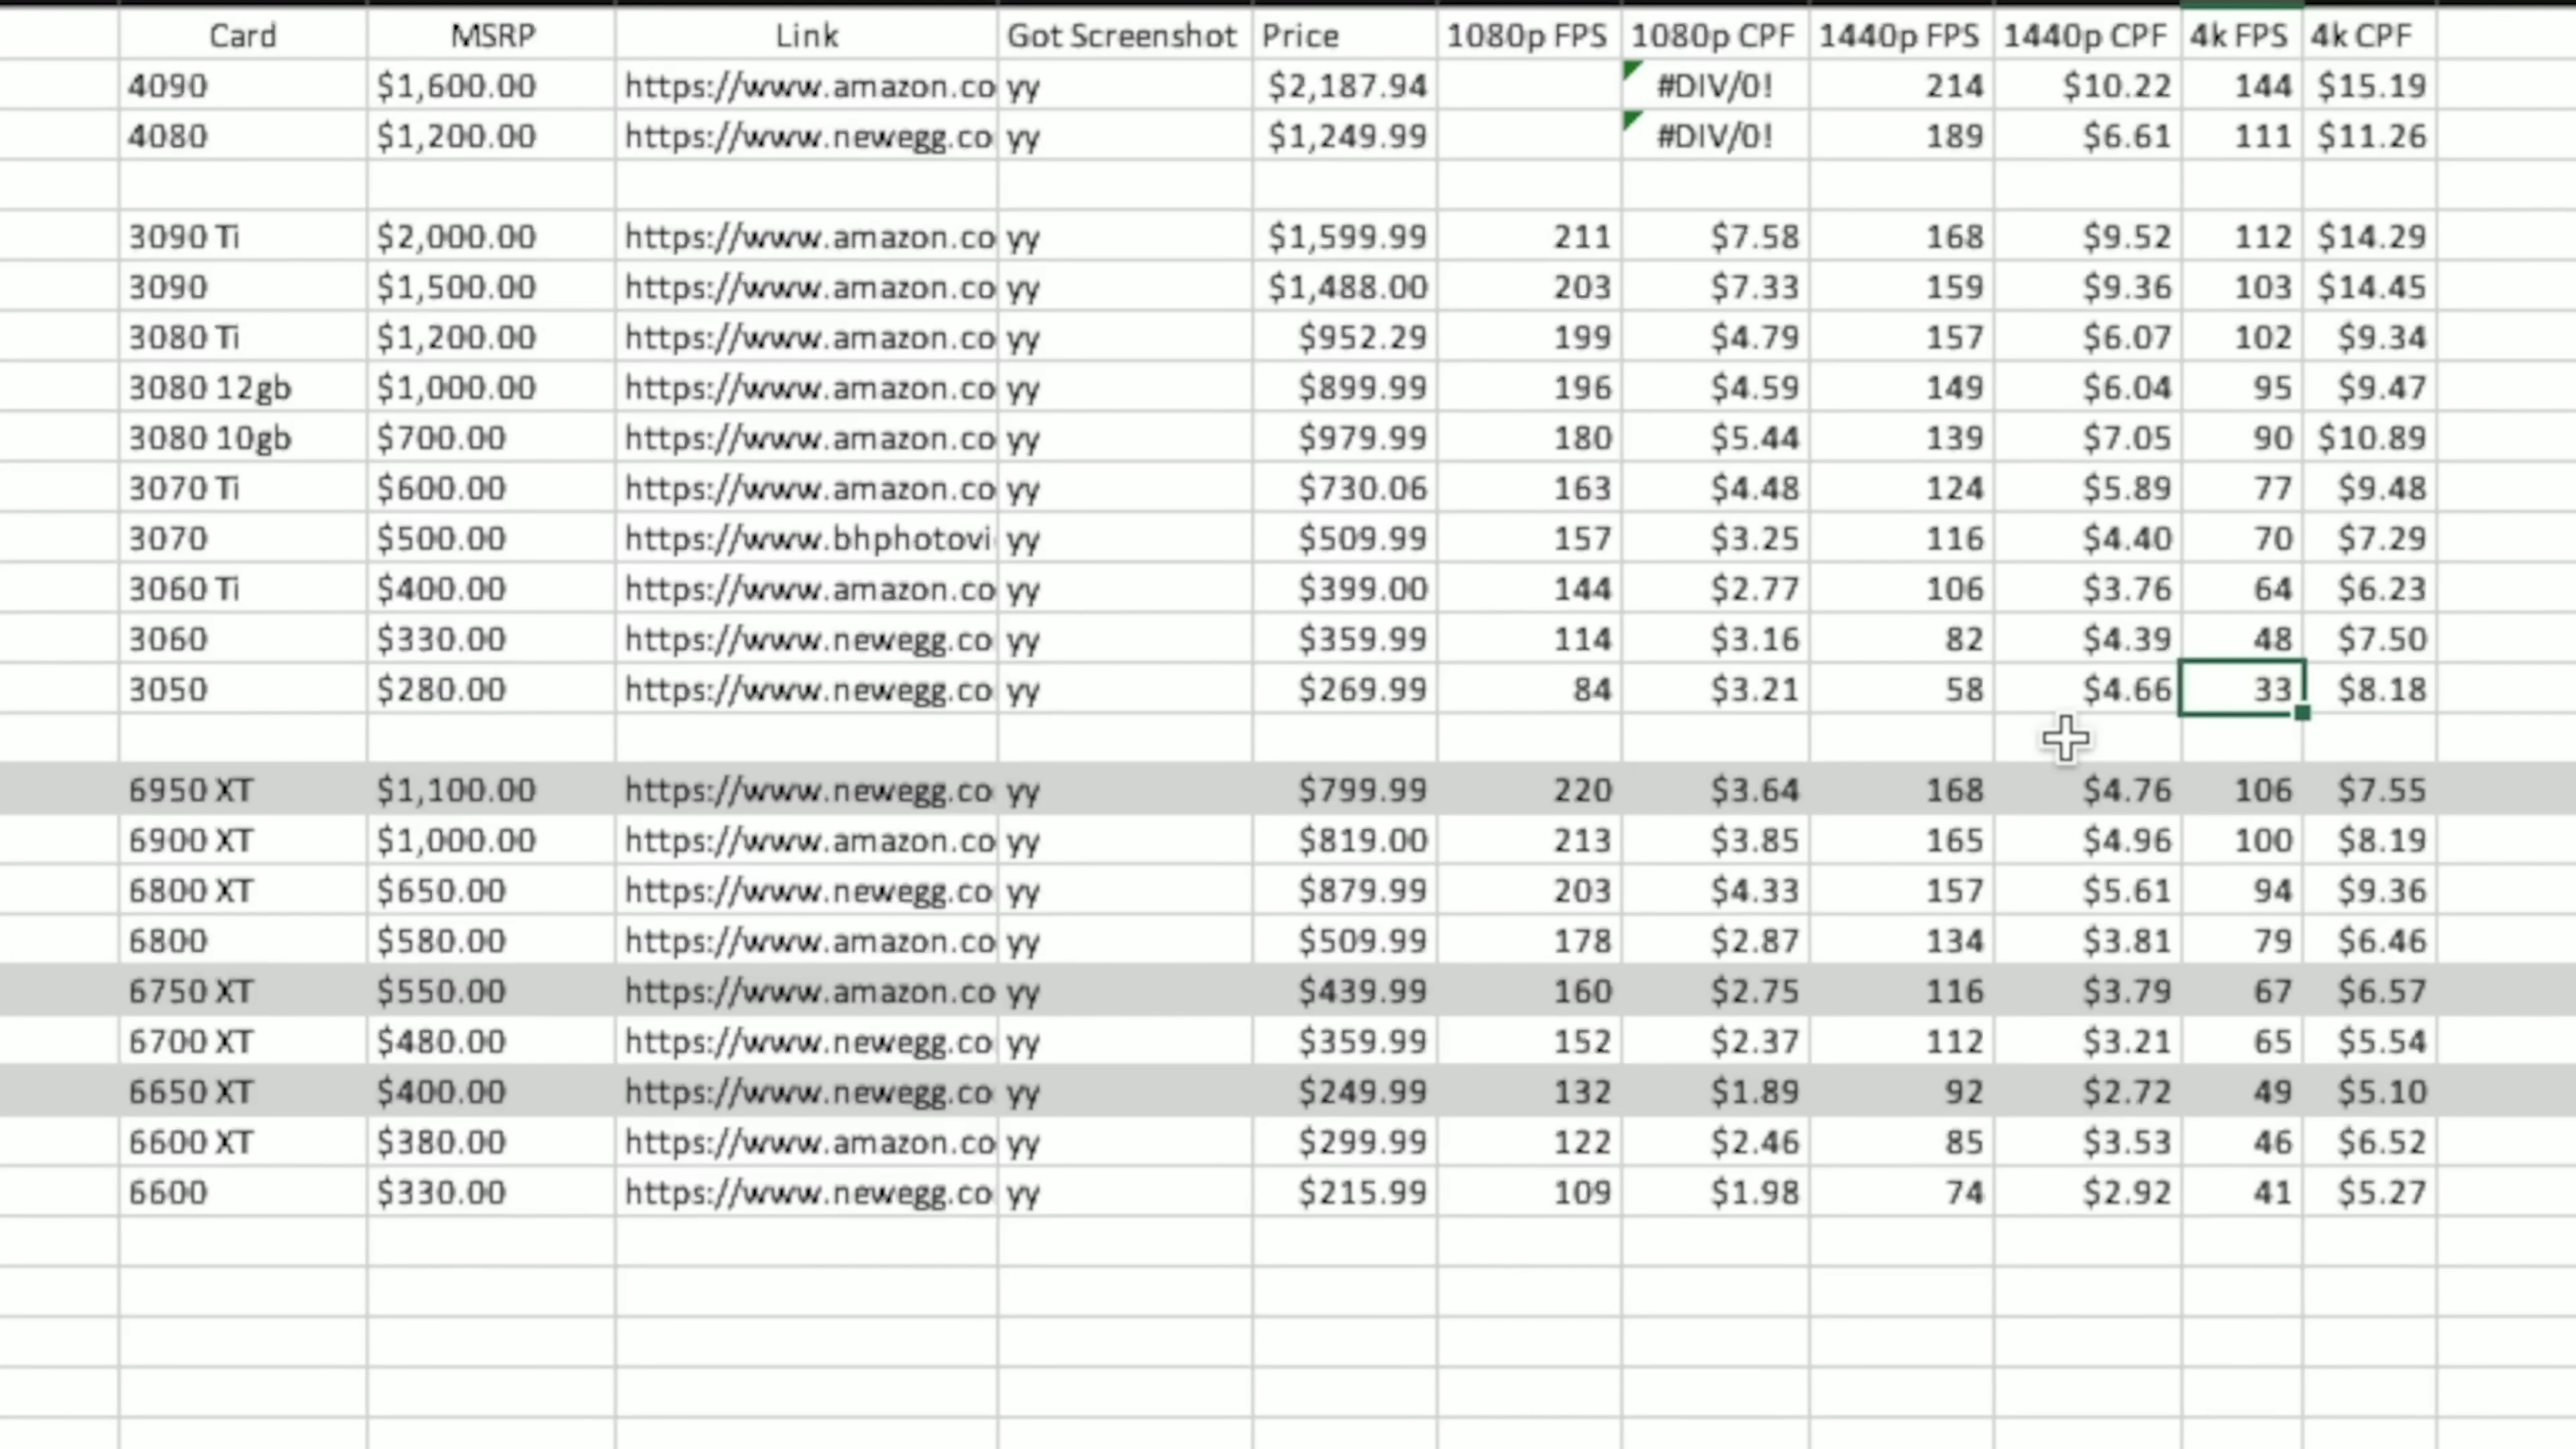 Card MSRP Link Got Screenshot Price 1080p FPS 1080p CPF 1440p FPS 1440p CPF 4k FPS 4k CPF
4090 $1,600.00 https://www.amazon.co yy $2,187.94 #DIV/0! 214 $10.22 144 $15.19
4080 $1,200.00 https://www.newegg.co yy $1,249.99 #DIV/0! 189 $6.61 111 $11.26
3090 Ti $2,000.00 https://www.amazon.co yy $1,599.99 211 $7.58 168 $9.52 112 $14.29
3090 $1,500.00 https://www.amazon.co yy $1,488.00 203 $7.33 159 $9.36 103 $14.45
3080 Ti $1,200.00 https://www.amazon.co yy $952.29 199 $4.79 157 $6.07 102 $9.34
3080 12gb $1,000.00 https://www.amazon.co yy $899.99 196 $4.59 149 $6.04 95 $9.47
3080 10gb $700.00 https://www.amazon.co yy $979.99 180 $5.44 139 $7.05 90 $10.89
3070 Ti $600.00 https://www.amazon.co yy $730.06 163 $4.48 124 $5.89 77 $9.48
3070 $500.00 https://www.bhphotovi yy $509.99 157 $3.25 116 $4.40 70 $7.29
3060 Ti $400.00 https://www.amazon.co yy $399.00 144 $2.77 106 $3.76 64 $6.23
3060 $330.00 https://www.newegg.co yy $359.99 114 $3.16 82 $4.39 48 $7.50
3050 $280.00 https://www.newegg.co yy $269.99 84 $3.21 58 $4.66 33 $8.18
6950 XT $1,100.00 https://www.newegg.co yy $799.99 220 $3.64 168 $4.76 106 $7.55
6900 XT $1,000.00 https://www.amazon.co yy $819.00 213 $3.85 165 $4.96 100 $8.19
6800 XT $650.00 https://www.newegg.co yy $879.99 203 $4.33 157 $5.61 94 $9.36
6800 $580.00 https://www.amazon.co yy $509.99 178 $2.87 134 $3.81 79 $6.46
6750 XT $550.00 https://www.amazon.co yy $439.99 160 $2.75 116 $3.79 67 $6.57
6700 XT $480.00 https://www.newegg.co yy $359.99 152 $2.37 112 $3.21 65 $5.54
6650 XT $400.00 https://www.newegg.co yy $249.99 132 $1.89 92 $2.72 49 $5.10
6600 XT $380.00 https://www.amazon.co yy $299.99 122 $2.46 85 $3.53 46 $6.52
6600 $330.00 https://www.newegg.co yy $215.99 109 $1.98 74 $2.92 41 $5.27